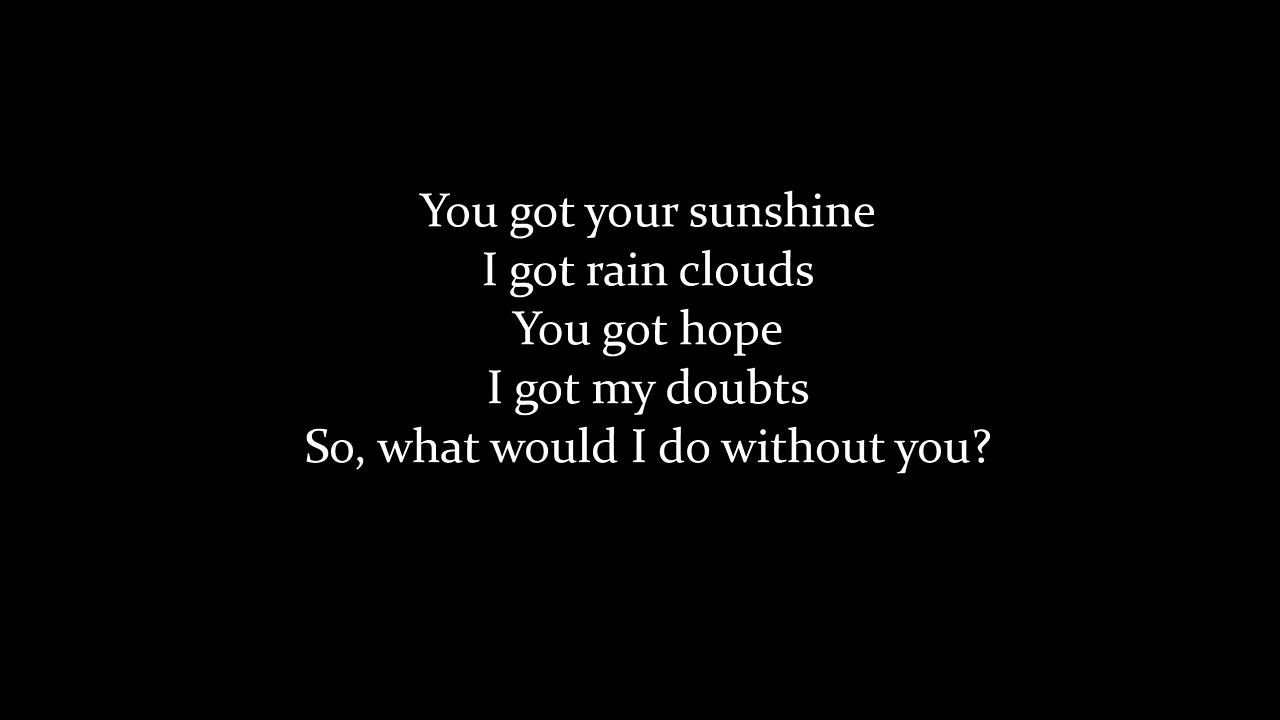 You got your sunshine
I got rain clouds
You got hope
I got my doubts
So, what would I do without you?